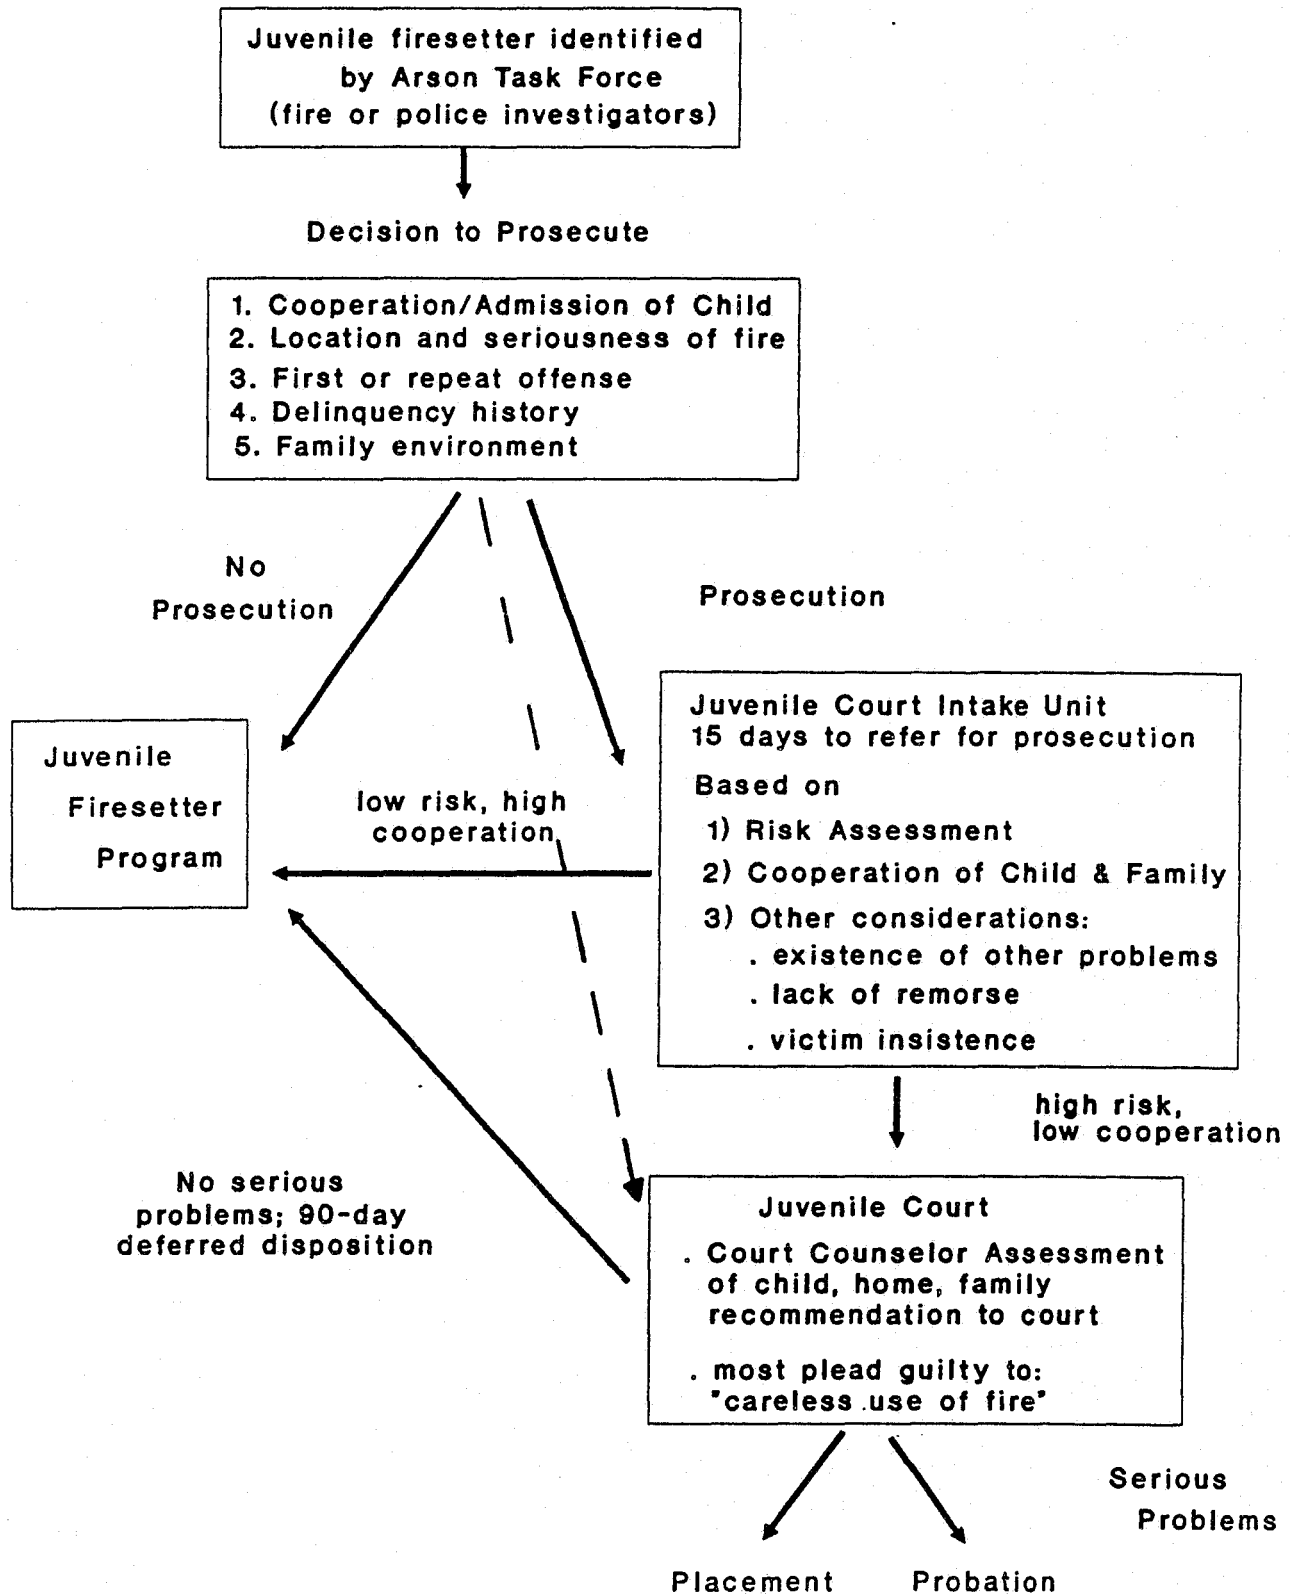 Juvenile firesetter identified
by Arson Task Force
(fire or police investigators)
Decision to Prosecute
1. Cooperation/Admission of Child
2. Location and seriousness of fire
3. First or repeat offense
4. Delinquency history
5. Family environment
No
Prosecution
Prosecution
Juvenile
Firesetter
Program
low risk, high
cooperation
Juvenile Court Intake Unit
15 days to refer for prosecution
Based on
1) Risk Assessment
2) Cooperation of Child & Family
3) Other considerations:
. existence of other problems
. lack of remorse
. victim insistence
high risk,
low cooperation
No serious
problems; 90-day
deferred disposition
Juvenile Court
. Court Counselor Assessment
of child, home, family
recommendation to court
. most plead guilty to:
"careless use of fire"
Serious
Problems
Placement
Probation